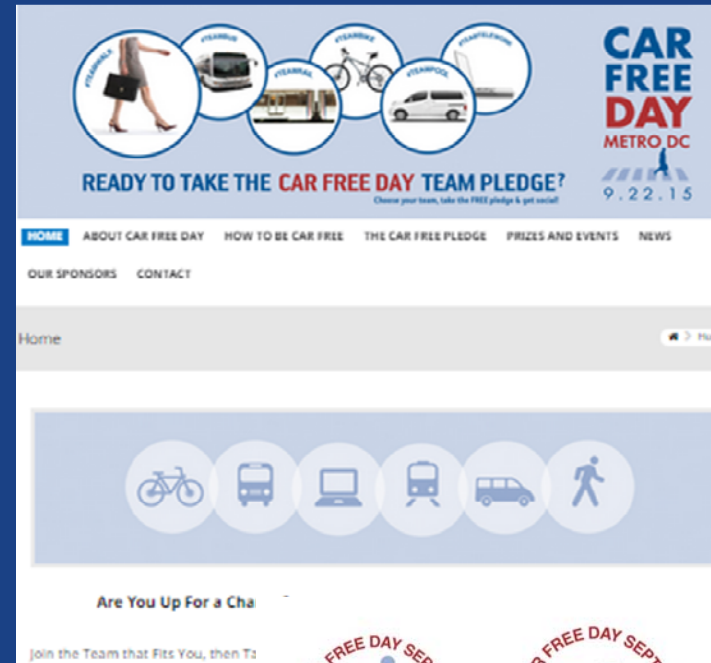 #TEAMWALK
#TEAMBUS
#TEAMRAIL
#TEAMBIKE
#TEAMPOOL
#TEAMTELEWORK
CAR
FREE
DAY
METRO DC
9.22.15
READY TO TAKE THE CAR FREE DAY TEAM PLEDGE?
Choose your team, take the FREE pledge & get social!
HOME ABOUT CAR FREE DAY HOW TO BE CAR FREE THE CAR FREE PLEDGE PRIZES AND EVENTS NEWS
OUR SPONSORS CONTACT
Home
Are You Up For a Cha
Join the Team that Fits You, then Ta
FREE DAY SEP
FREE DAY SEPT